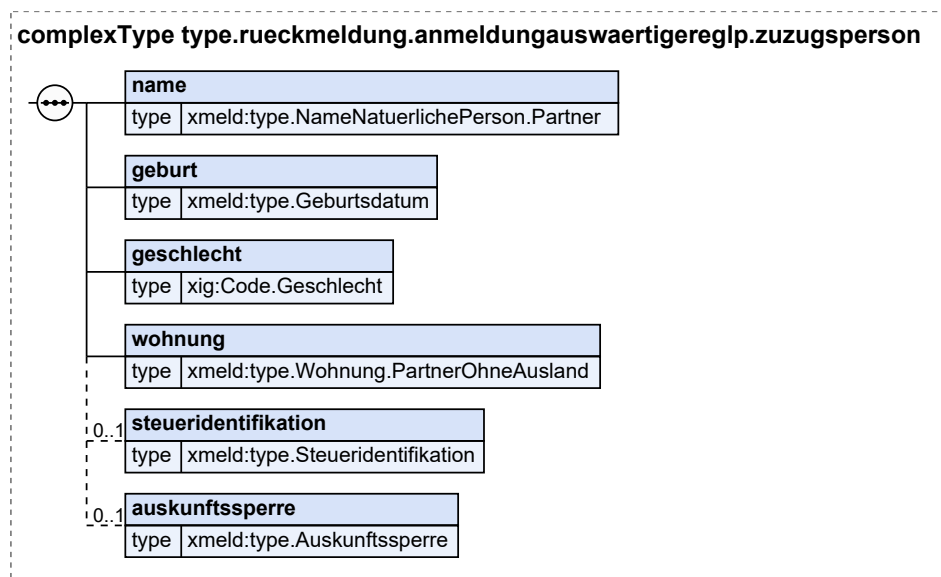 complexType type.rueckmeldung.anmeldungauswaertigereglp.zuzugsperson
name
type xmeld:type.NameNatuerlichePerson.Partner
geburt
type xmeld:type.Geburtsdatum
geschlecht
type xig:Code.Geschlecht
wohnung
type xmeld:type.Wohnung.PartnerOhneAusland
0..1 steueridentifikation
type xmeld:type.Steueridentifikation
0..1 auskunftssperre
type xmeld:type.Auskunftssperre